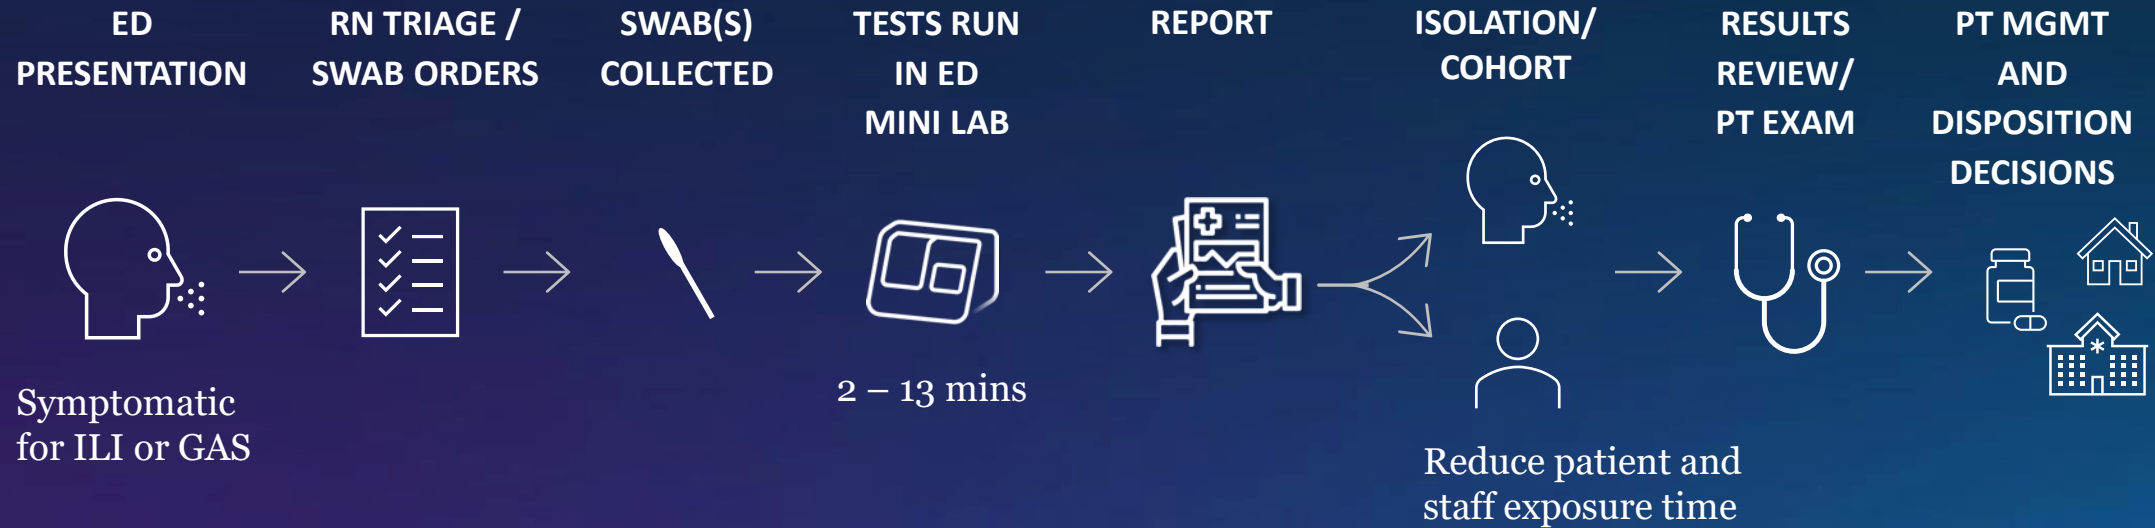 ED
PRESENTATION
RN TRIAGE /
SWAB ORDERS
SWAB(S)
COLLECTED
TESTS RUN
IN ED
MINI LAB
REPORT
ISOLATION/
COHORT
RESULTS
REVIEW/
PT EXAM
PT MGMT
AND
DISPOSITION
DECISIONS
Symptomatic
for ILI or GAS
2 – 13 mins
Reduce patient and
staff exposure time